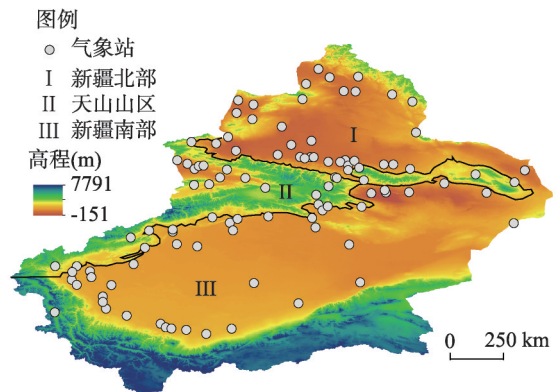 图例
气象站
I 新疆北部
II 天山山区
III 新疆南部
高程(m)
7791
-151
I
II
III
0 250 km